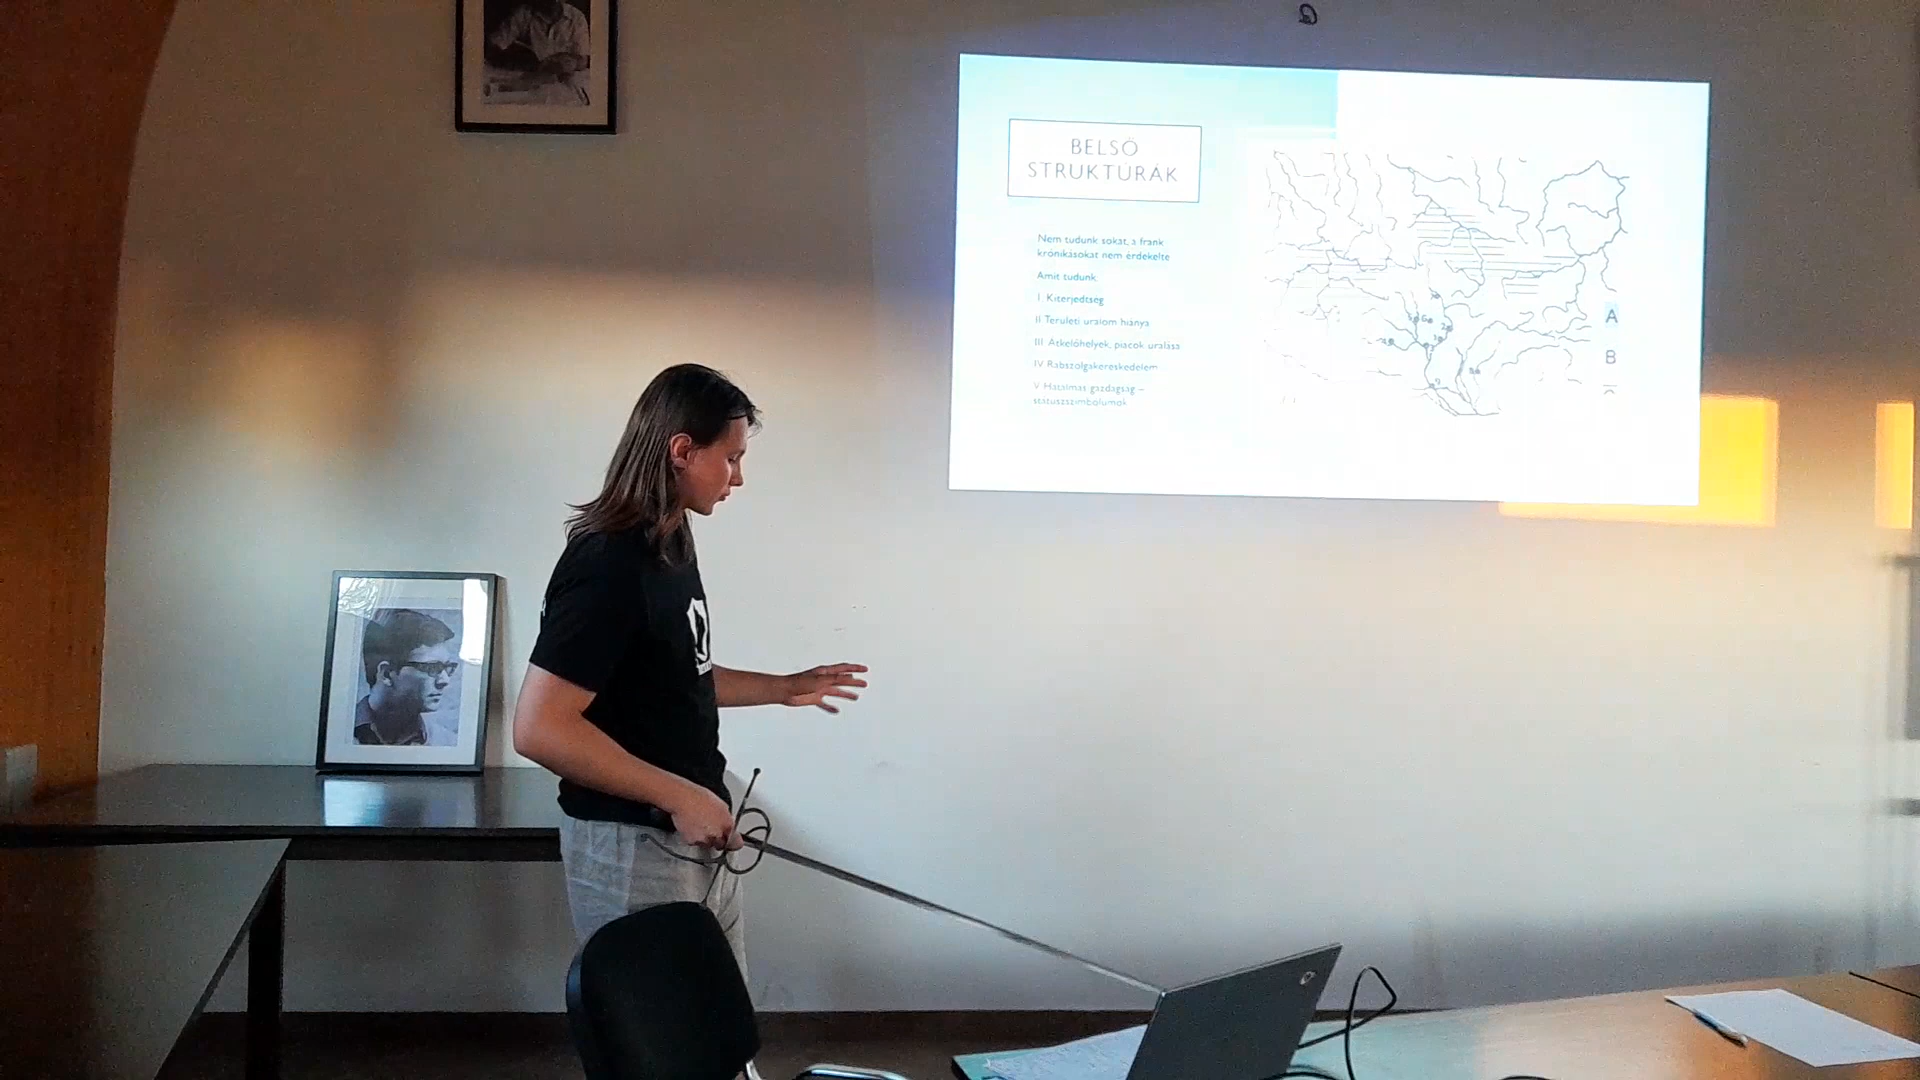 BELSŐ
STRUKTÚRÁK
Nem tudunk sokat, a frank
krónikásokat nem érdekelte
Amit tudunk:
I. Kiterjedtség
II. Területi uralom hiánya
III. Átkelőhelyek, piacok uralása
IV. Rabszolgakereskedelem
V. Hatalmas gazdagság –
státuszszimbólumok
A
B